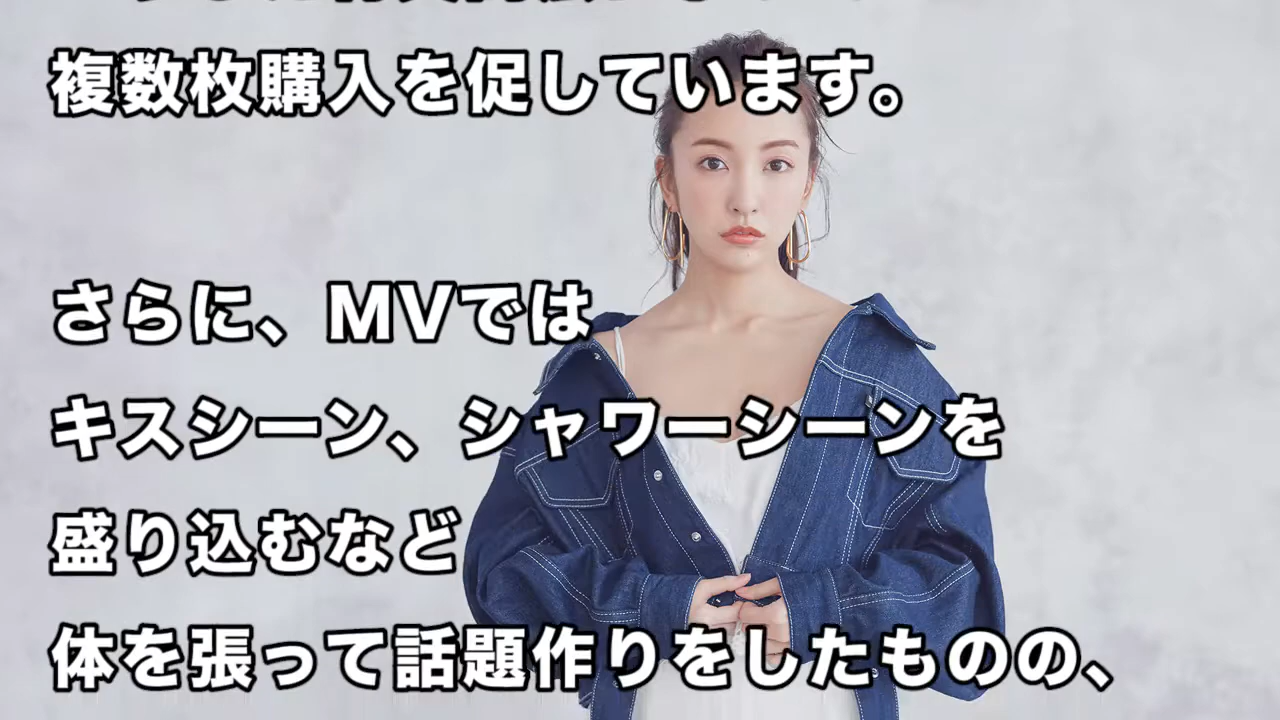 複数枚購入を促しています。
さらに、MVでは
キスシーン、シャワーシーンを
盛り込むなど
体を張って話題作りをしたものの、